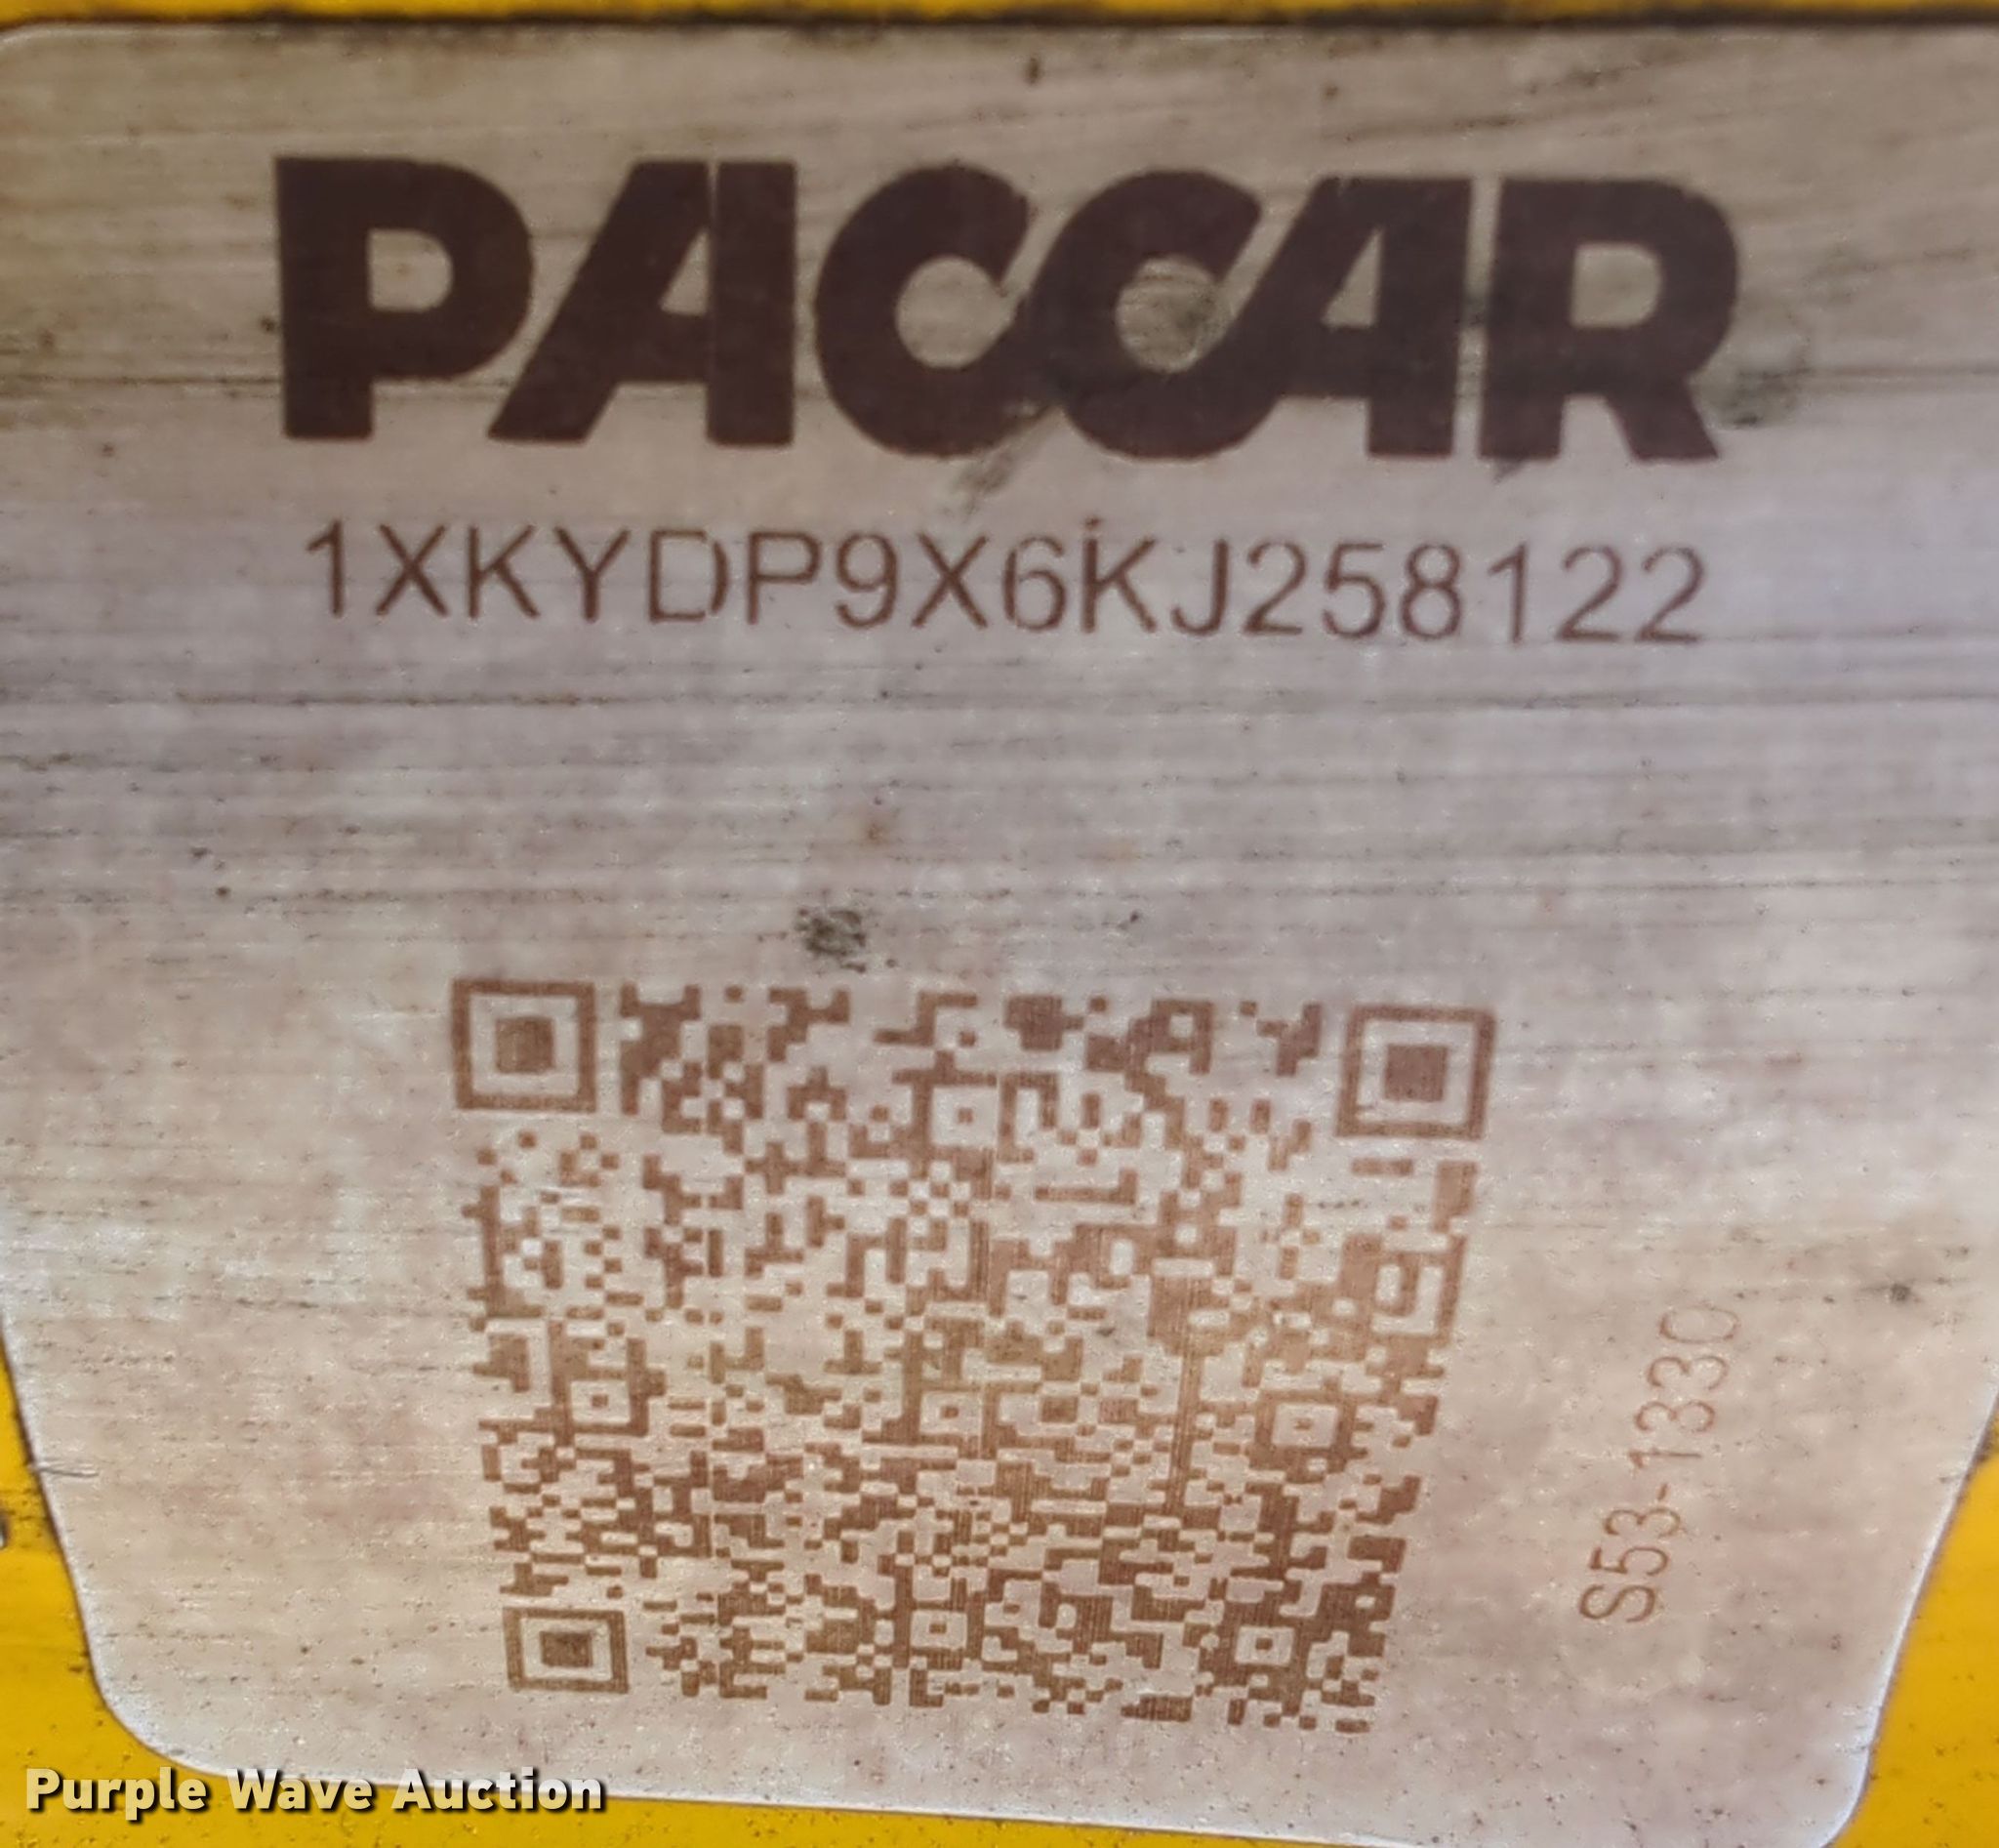 PACCAR
1XKYDP9X6KJ258122
S53-1330
Purple Wave Auction